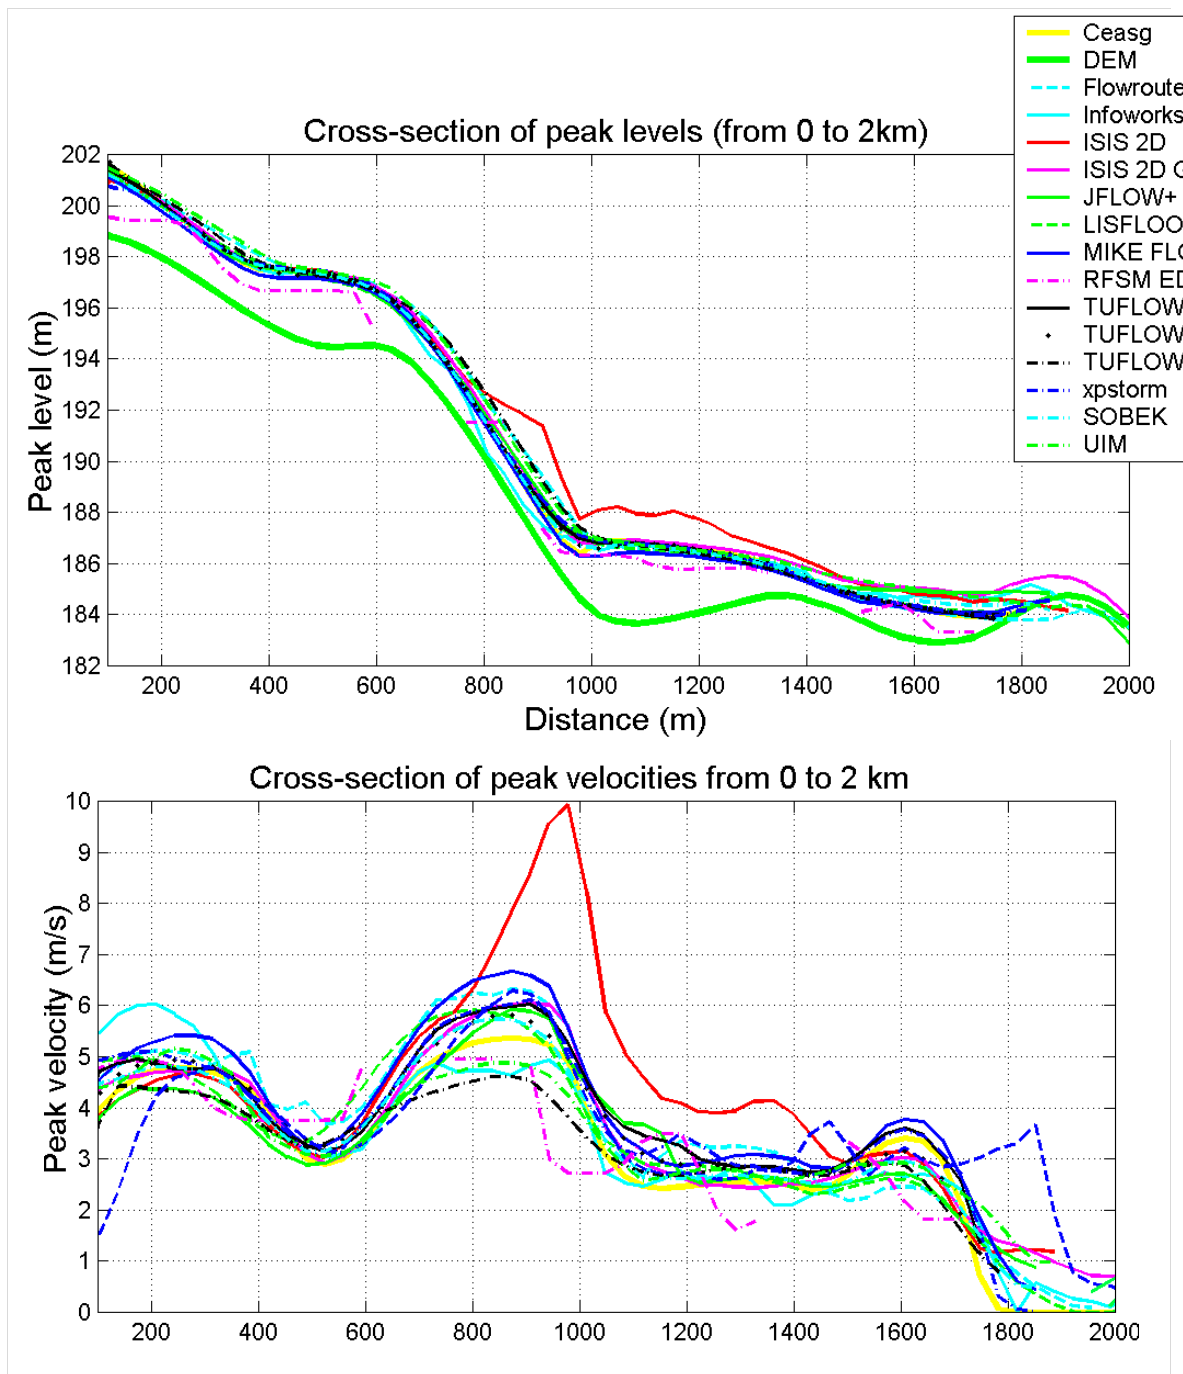 Ceasg
DEM
Flowroute
Infoworks
ISIS 2D
ISIS 2D G
JFLOW+
LISFLOO
MIKE FLO
RFSM ED
TUFLOW
TUFLOW
TUFLOW
xpstorm
SOBEK
UIM
Cross-section of peak levels (from 0 to 2km)
Peak level (m)
202
200
198
196
194
192
190
188
186
184
182
200 400 600 800 1000 1200 1400 1600 1800 2000
Distance (m)
Cross-section of peak velocities from 0 to 2 km
Peak velocity (m/s)
10
9
8
7
6
5
4
3
2
1
0
200 400 600 800 1000 1200 1400 1600 1800 2000